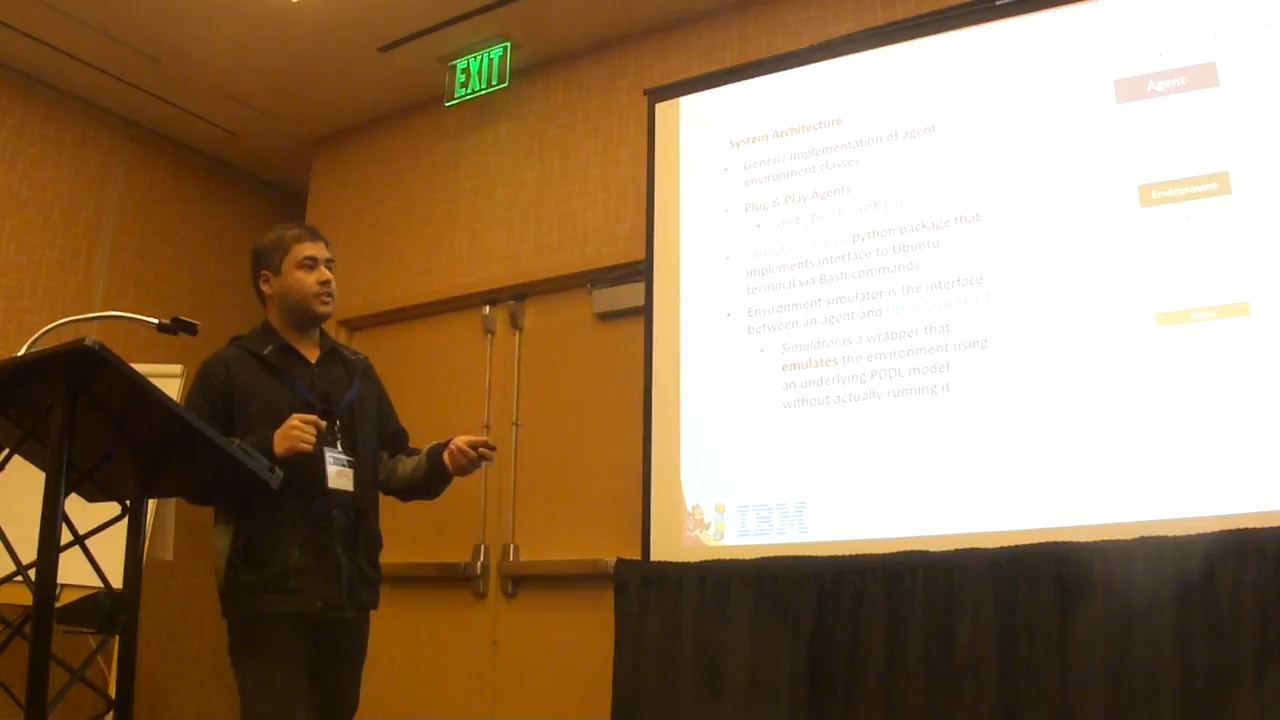 EXIT
Agent
System Architecture
Generic implementation of agent,
environment classes
Environment
Plug & Play Agents
get_next_action
python package that
implements interface to Ubuntu
terminal via Bash commands
Environment simulator is the interface
between an agent and
Simulator is a wrapper that
emulates the environment using
an underlying PDDL model
without actually running it
IBM